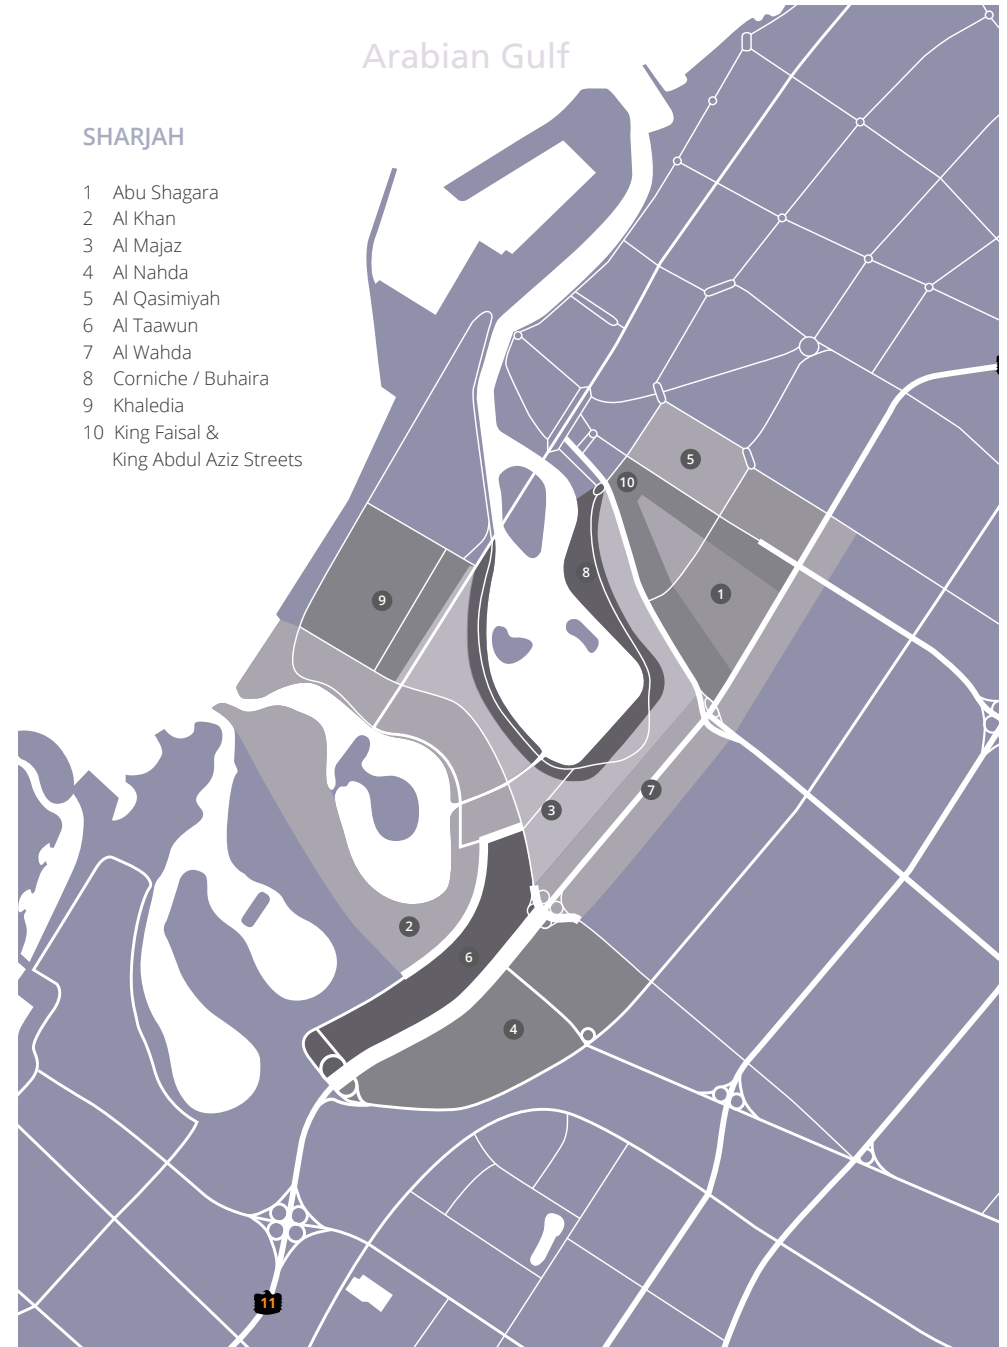 Arabian Gulf
SHARJAH
1 Abu Shagara
2 Al Khan
3 Al Majaz
4 Al Nahda
5 Al Qasimiyah
6 Al Taawun
7 Al Wahda
8 Corniche / Buhaira
9 Khaledia
10 King Faisal &
King Abdul Aziz Streets
5
10
8
1
9
7
3
2
6
4
11